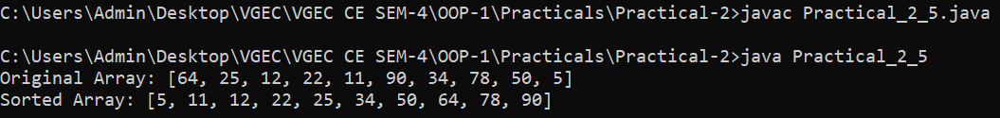 C:\Users\Admin\Desktop\VGEC\VGEC CE SEM-4\OOP-1\Practicals\Practical-2>javac Practical_2_5.java
C:\Users\Admin\Desktop\VGEC\VGEC CE SEM-4\OOP-1\Practicals\Practical-2>java Practical_2_5
Original Array: [64, 25, 12, 22, 11, 90, 34, 78, 50, 5]
Sorted Array: [5, 11, 12, 22, 25, 34, 50, 64, 78, 90]